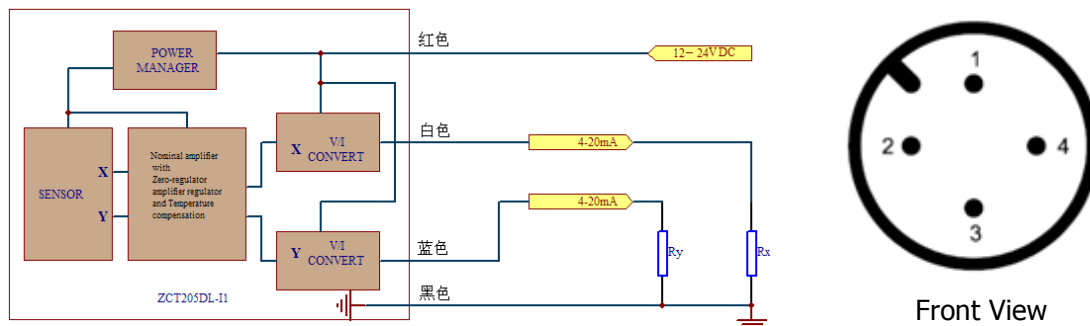 POWER
MANAGER
红色
12－24VDC
1
2
4
3
Front View
SENSOR
X
Y
Nominal amplifier
with
Zero-regulator
amplifier regulator
and Temperature
compensation
X
V/I
CONVERT
白色
4-20mA
4-20mA
Y
V/I
CONVERT
蓝色
Ry
Rx
黑色
ZCT205DL-I1